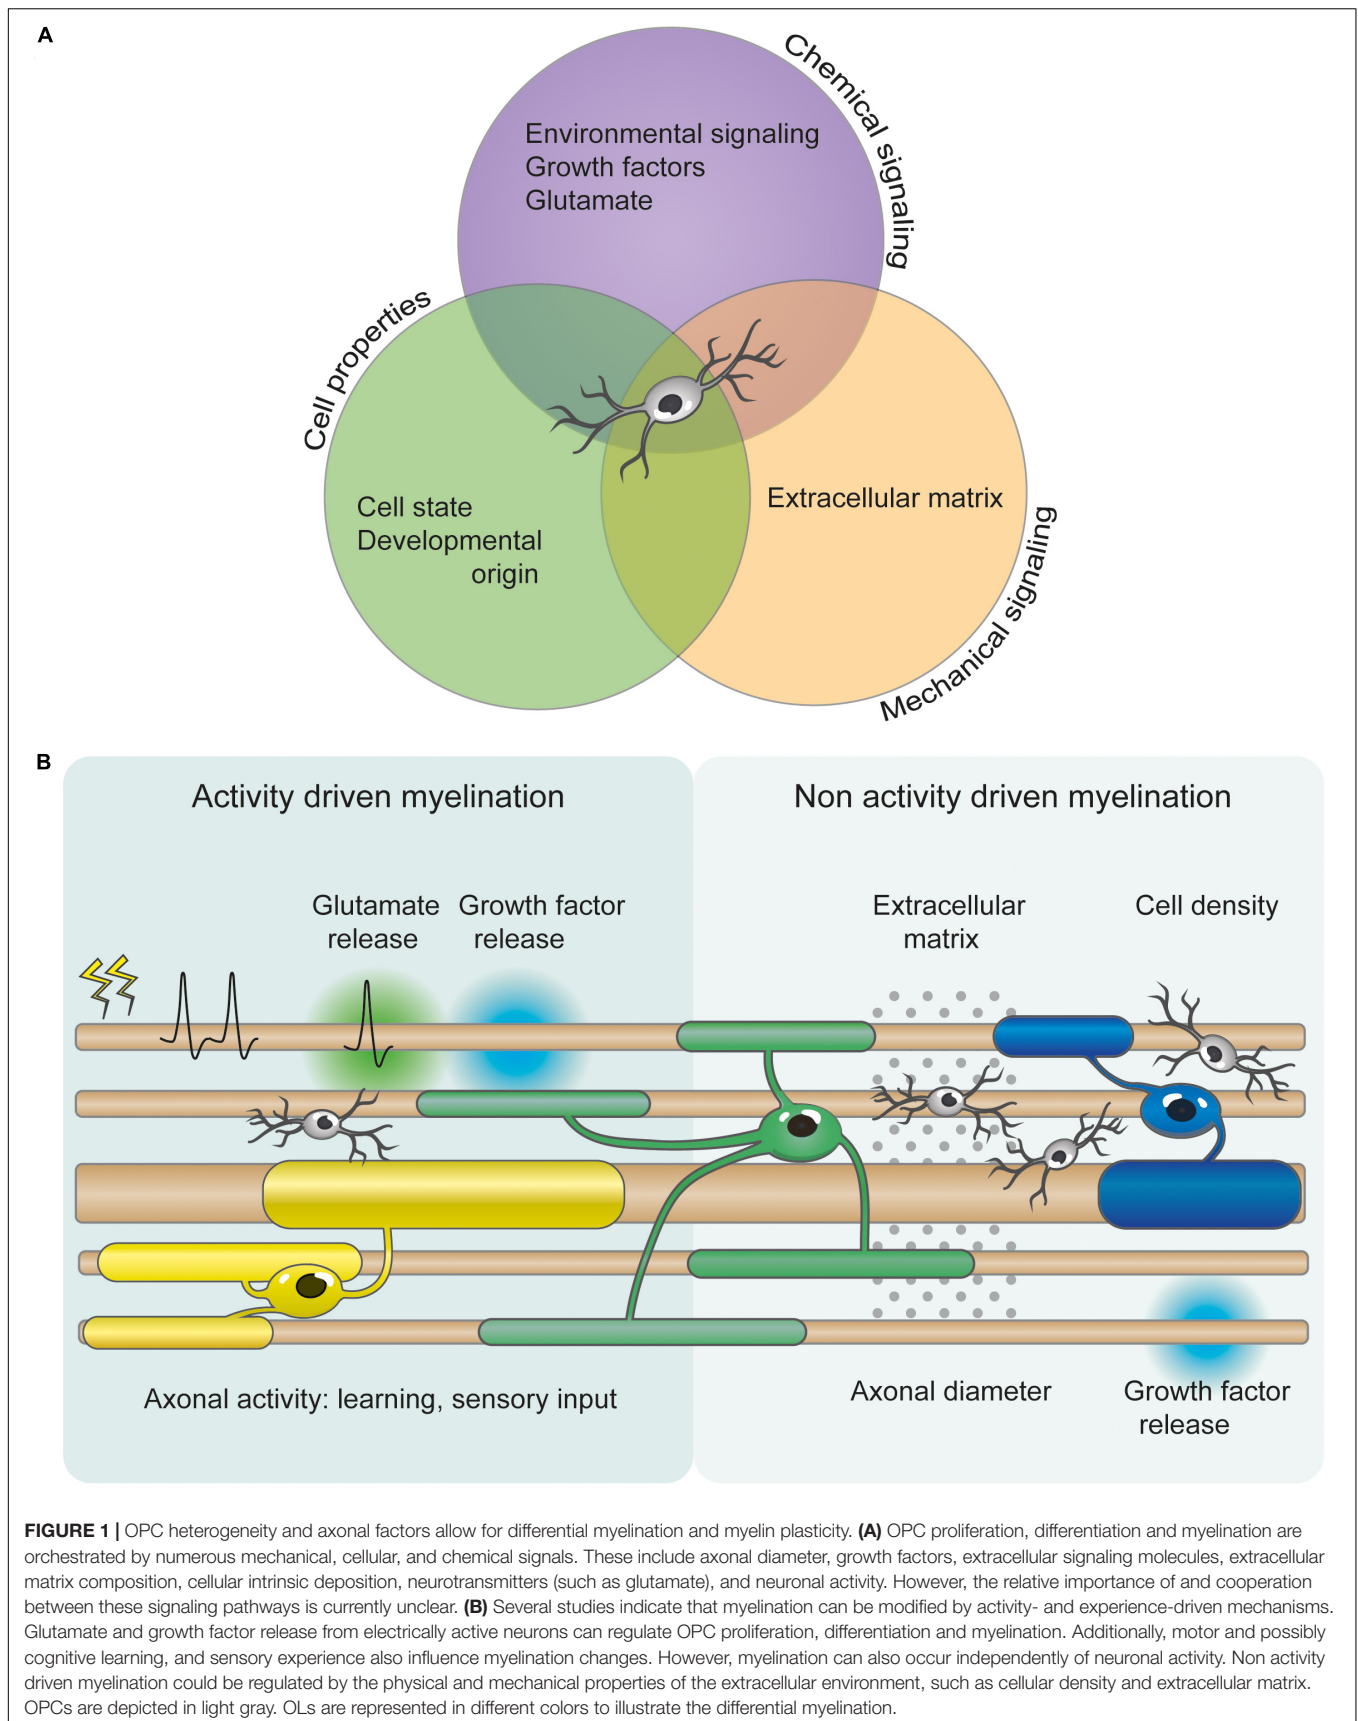 A
Chemical signaling
Environmental signaling
Growth factors
Glutamate
Cell properties
Cell state
Developmental
origin
Extracellular matrix
Mechanical signaling
B
Activity driven myelination
Non activity driven myelination
Glutamate
release
Growth factor
release
Extracellular
matrix
Cell density
Axonal activity: learning, sensory input
Axonal diameter
Growth factor
release
FIGURE 1 | OPC heterogeneity and axonal factors allow for differential myelination and myelin plasticity. (A) OPC proliferation, differentiation and myelination are
orchestrated by numerous mechanical, cellular, and chemical signals. These include axonal diameter, growth factors, extracellular signaling molecules, extracellular
matrix composition, cellular intrinsic deposition, neurotransmitters (such as glutamate), and neuronal activity. However, the relative importance of and cooperation
between these signaling pathways is currently unclear. (B) Several studies indicate that myelination can be modified by activity- and experience-driven mechanisms.
Glutamate and growth factor release from electrically active neurons can regulate OPC proliferation, differentiation and myelination. Additionally, motor and possibly
cognitive learning, and sensory experience also influence myelination changes. However, myelination can also occur independently of neuronal activity. Non activity
driven myelination could be regulated by the physical and mechanical properties of the extracellular environment, such as cellular density and extracellular matrix.
OPCs are depicted in light gray. OLs are represented in different colors to illustrate the differential myelination.